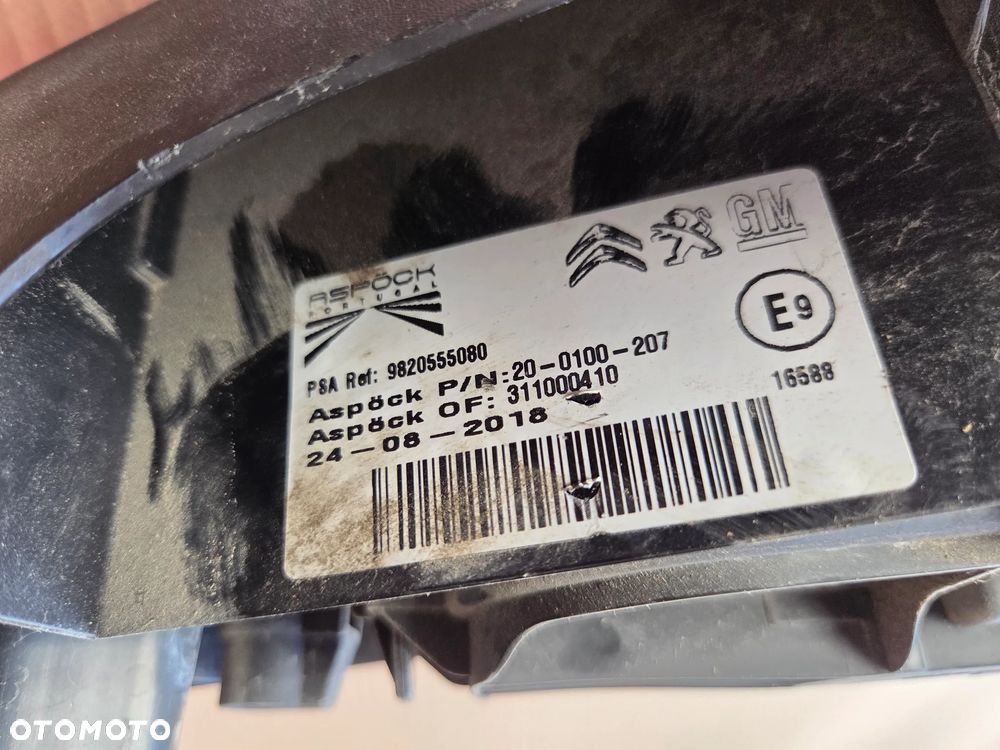 ASPÖCK
PORTUGAL
GM
E9
PSA Ref: 9820555080
Aspöck P/N:20-0100-207
Aspöck OF: 311000410
16588
24-08-2018
OTOMOTO